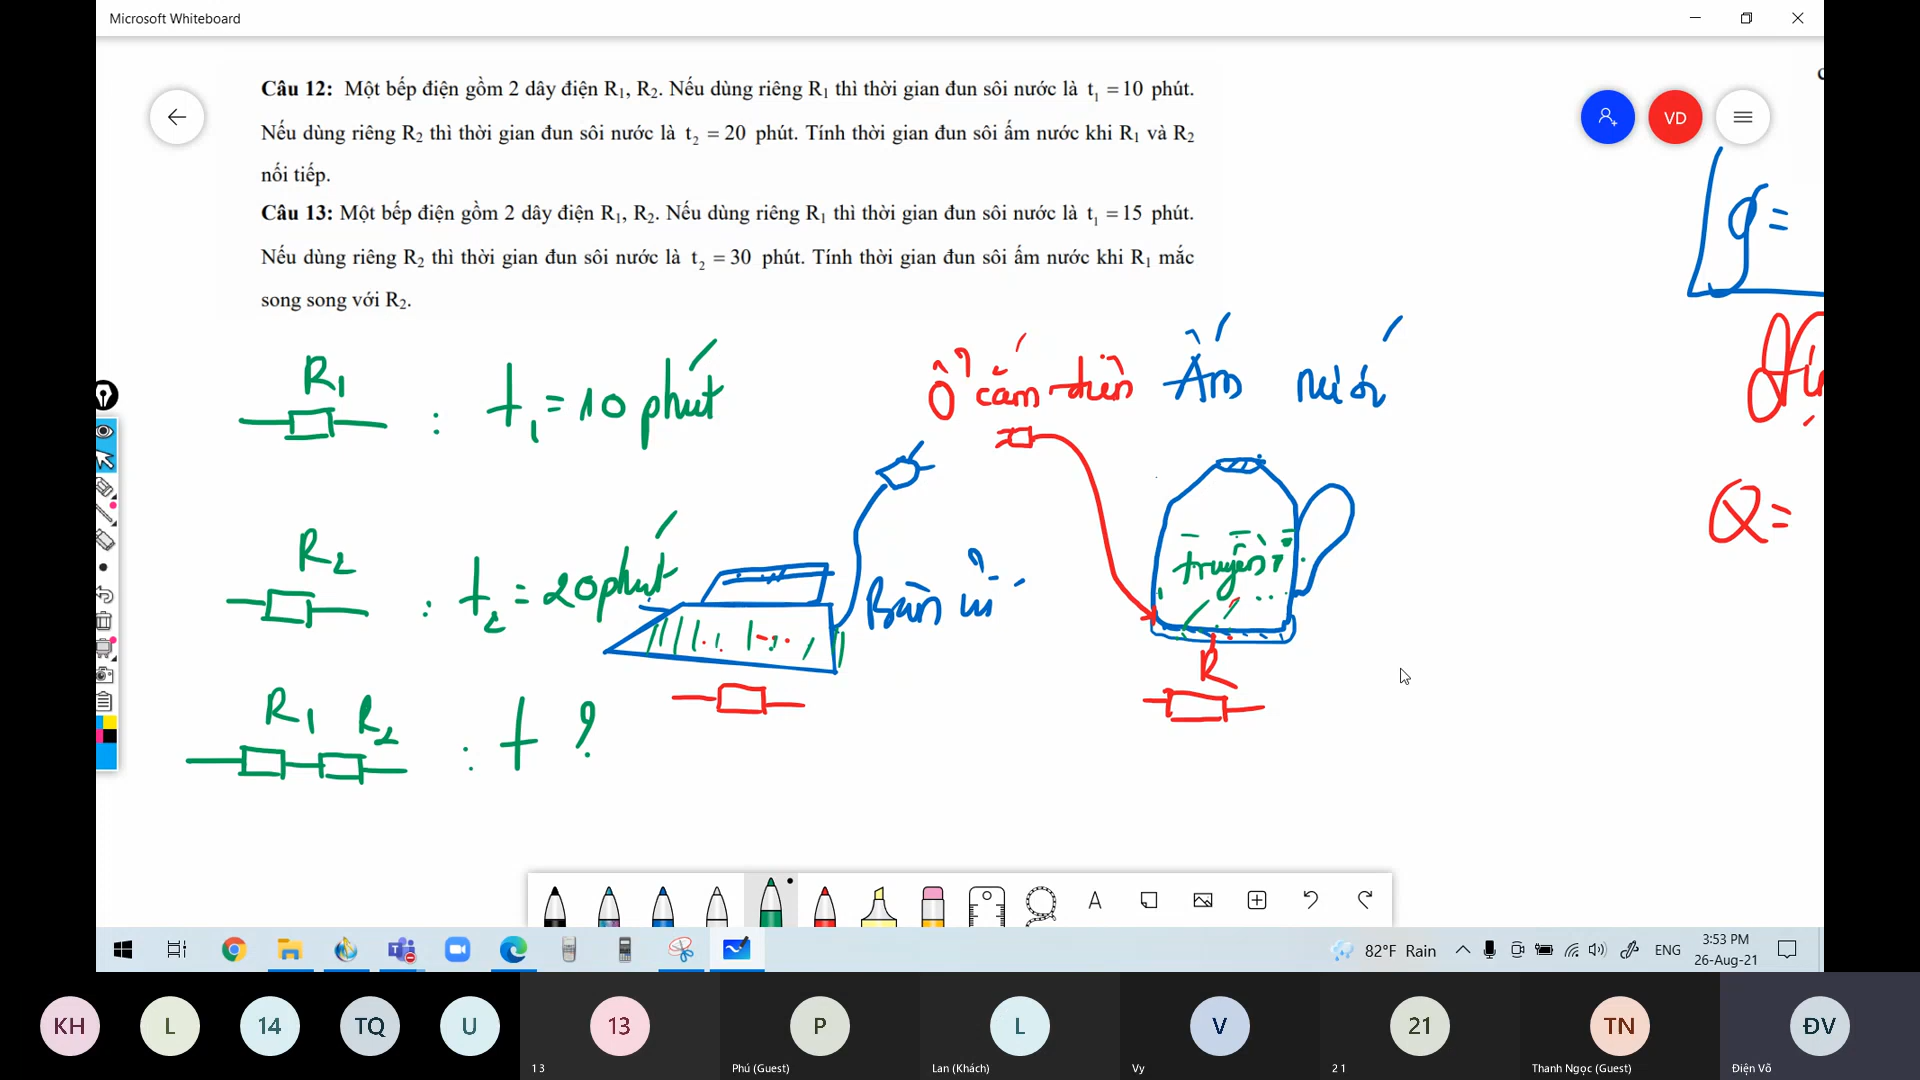 Microsoft Whiteboard
Câu 12: Một bếp điện gồm 2 dây điện R₁, R₂. Nếu dùng riêng R₁ thì thời gian đun sôi nước là t₁ = 10 phút.
Nếu dùng riêng R₂ thì thời gian đun sôi nước là t₂ = 20 phút. Tính thời gian đun sôi ấm nước khi R₁ và R₂
nối tiếp.
Câu 13: Một bếp điện gồm 2 dây điện R₁, R₂. Nếu dùng riêng R₁ thì thời gian đun sôi nước là t₁ = 15 phút.
Nếu dùng riêng R₂ thì thời gian đun sôi nước là t₂ = 30 phút. Tính thời gian đun sôi ấm nước khi R₁ mắc
song song với R₂.
VD
R₁ : t₁ = 10 phút
Ổ cắm điện
Ấm nước
Q =
R₂ : t₂ = 20 phút
Bàn ủi
R
R₁ R₂ : t ?
A
82°F Rain
ENG
3:53 PM
26-Aug-21
KH
L
14
TQ
U
13
P
L
V
21
TN
ĐV
13
Phú (Guest)
Lan (Khách)
Vy
21
Thanh Ngọc (Guest)
Điện Võ